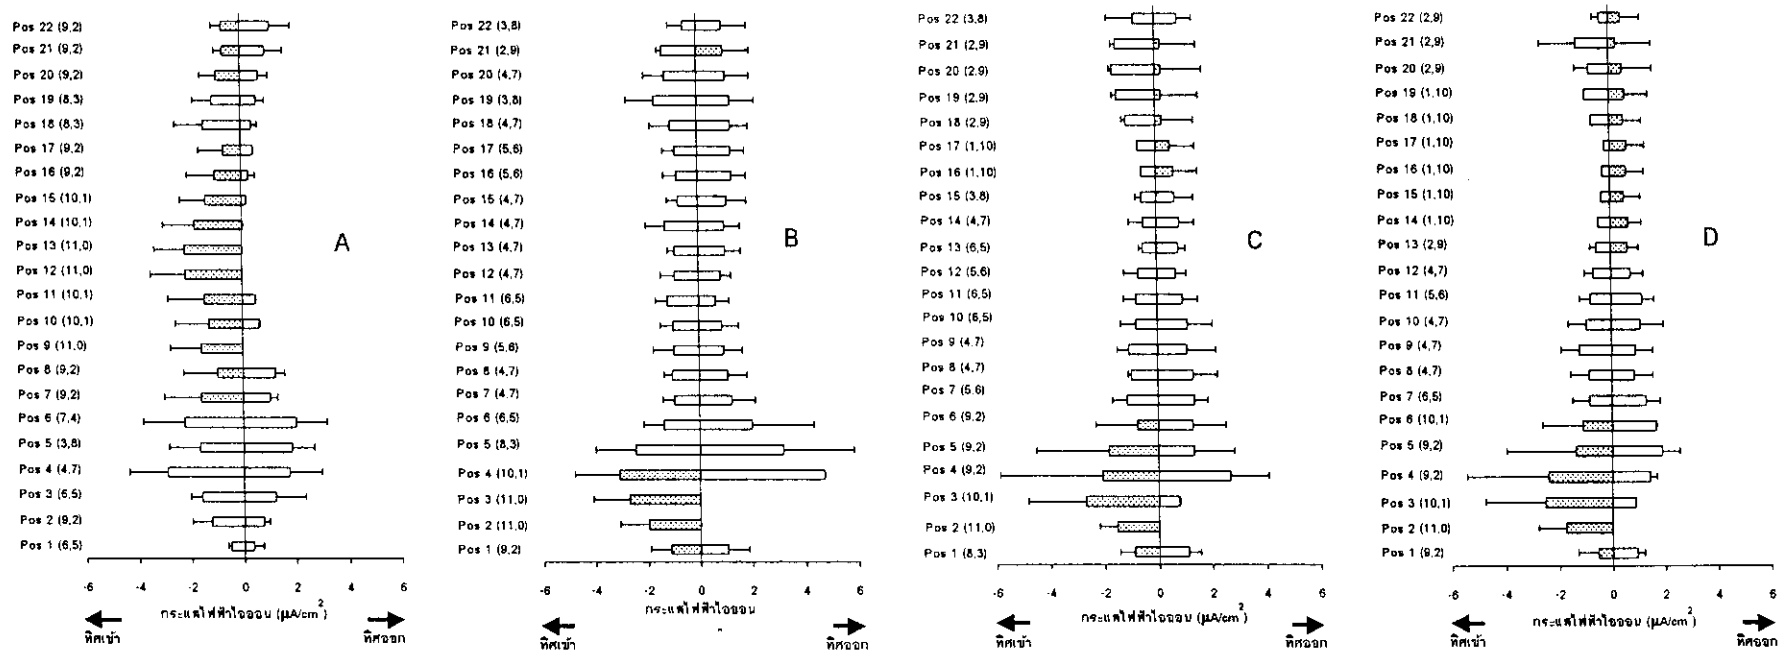 Pos 22 (9,2)
Pos 21 (9,2)
Pos 20 (9,2)
Pos 19 (8,3)
Pos 18 (8,3)
Pos 17 (9,2)
Pos 16 (9,2)
Pos 15 (10,1)
Pos 14 (10,1)
Pos 13 (11,0)
Pos 12 (11,0)
Pos 11 (10,1)
Pos 10 (10,1)
Pos 9 (11,0)
Pos 8 (9,2)
Pos 7 (9,2)
Pos 6 (7,4)
Pos 5 (3,8)
Pos 4 (4,7)
Pos 3 (6,5)
Pos 2 (9,2)
Pos 1 (6,5)
A
-6 -4 -2 0 2 4 6
กระแสไฟฟ้าไอออน (µA/cm²)
ทิศเข้า ทิศออก
Pos 22 (3,8)
Pos 21 (2,9)
Pos 20 (4,7)
Pos 19 (3,8)
Pos 18 (4,7)
Pos 17 (5,6)
Pos 16 (5,6)
Pos 15 (4,7)
Pos 14 (4,7)
Pos 13 (4,7)
Pos 12 (4,7)
Pos 11 (6,5)
Pos 10 (6,5)
Pos 9 (5,6)
Pos 8 (4,7)
Pos 7 (4,7)
Pos 6 (6,5)
Pos 5 (8,3)
Pos 4 (10,1)
Pos 3 (11,0)
Pos 2 (11,0)
Pos 1 (9,2)
B
-6 -4 -2 0 2 4 6
กระแสไฟฟ้าไอออน
ทิศเข้า ทิศออก
Pos 22 (3,8)
Pos 21 (2,9)
Pos 20 (2,9)
Pos 19 (2,9)
Pos 18 (2,9)
Pos 17 (1,10)
Pos 16 (1,10)
Pos 15 (3,8)
Pos 14 (4,7)
Pos 13 (6,5)
Pos 12 (5,6)
Pos 11 (6,5)
Pos 10 (6,5)
Pos 9 (4,7)
Pos 8 (4,7)
Pos 7 (5,6)
Pos 6 (9,2)
Pos 5 (9,2)
Pos 4 (9,2)
Pos 3 (10,1)
Pos 2 (11,0)
Pos 1 (8,3)
C
-6 -4 -2 0 2 4 6
กระแสไฟฟ้าไอออน (µA/cm²)
ทิศเข้า ทิศออก
Pos 22 (2,9)
Pos 21 (2,9)
Pos 20 (2,9)
Pos 19 (1,10)
Pos 18 (1,10)
Pos 17 (1,10)
Pos 16 (1,10)
Pos 15 (1,10)
Pos 14 (1,10)
Pos 13 (2,9)
Pos 12 (4,7)
Pos 11 (5,6)
Pos 10 (4,7)
Pos 9 (4,7)
Pos 8 (4,7)
Pos 7 (6,5)
Pos 6 (10,1)
Pos 5 (9,2)
Pos 4 (9,2)
Pos 3 (10,1)
Pos 2 (11,0)
Pos 1 (9,2)
D
-6 -4 -2 0 2 4 6
กระแสไฟฟ้าไอออน (µA/cm²)
ทิศเข้า ทิศออก